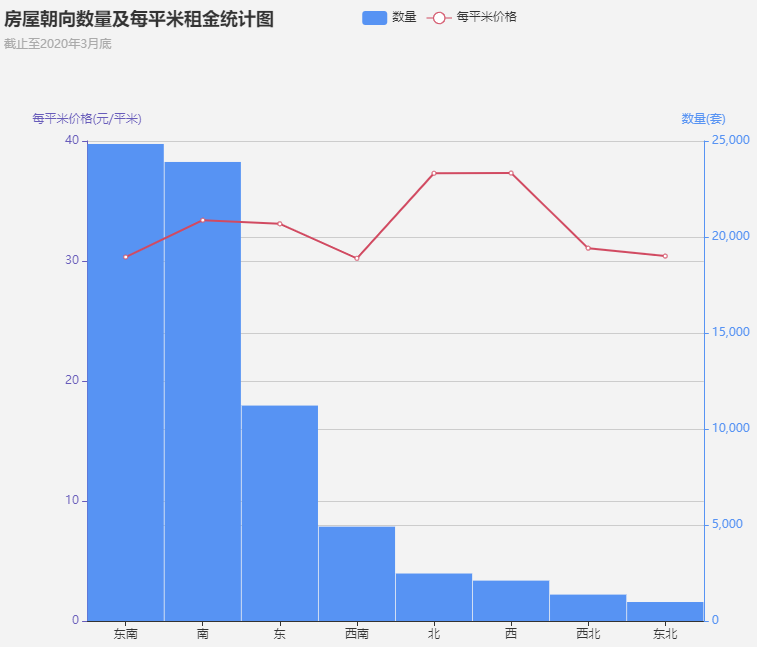 房屋朝向数量及每平米租金统计图
数量 每平米价格
截止至2020年3月底
每平米价格(元/平米) 数量(套)
40 25,000
20,000
30
15,000
20
10,000
10
5,000
0 0
东南 南 东 西南 北 西 西北 东北